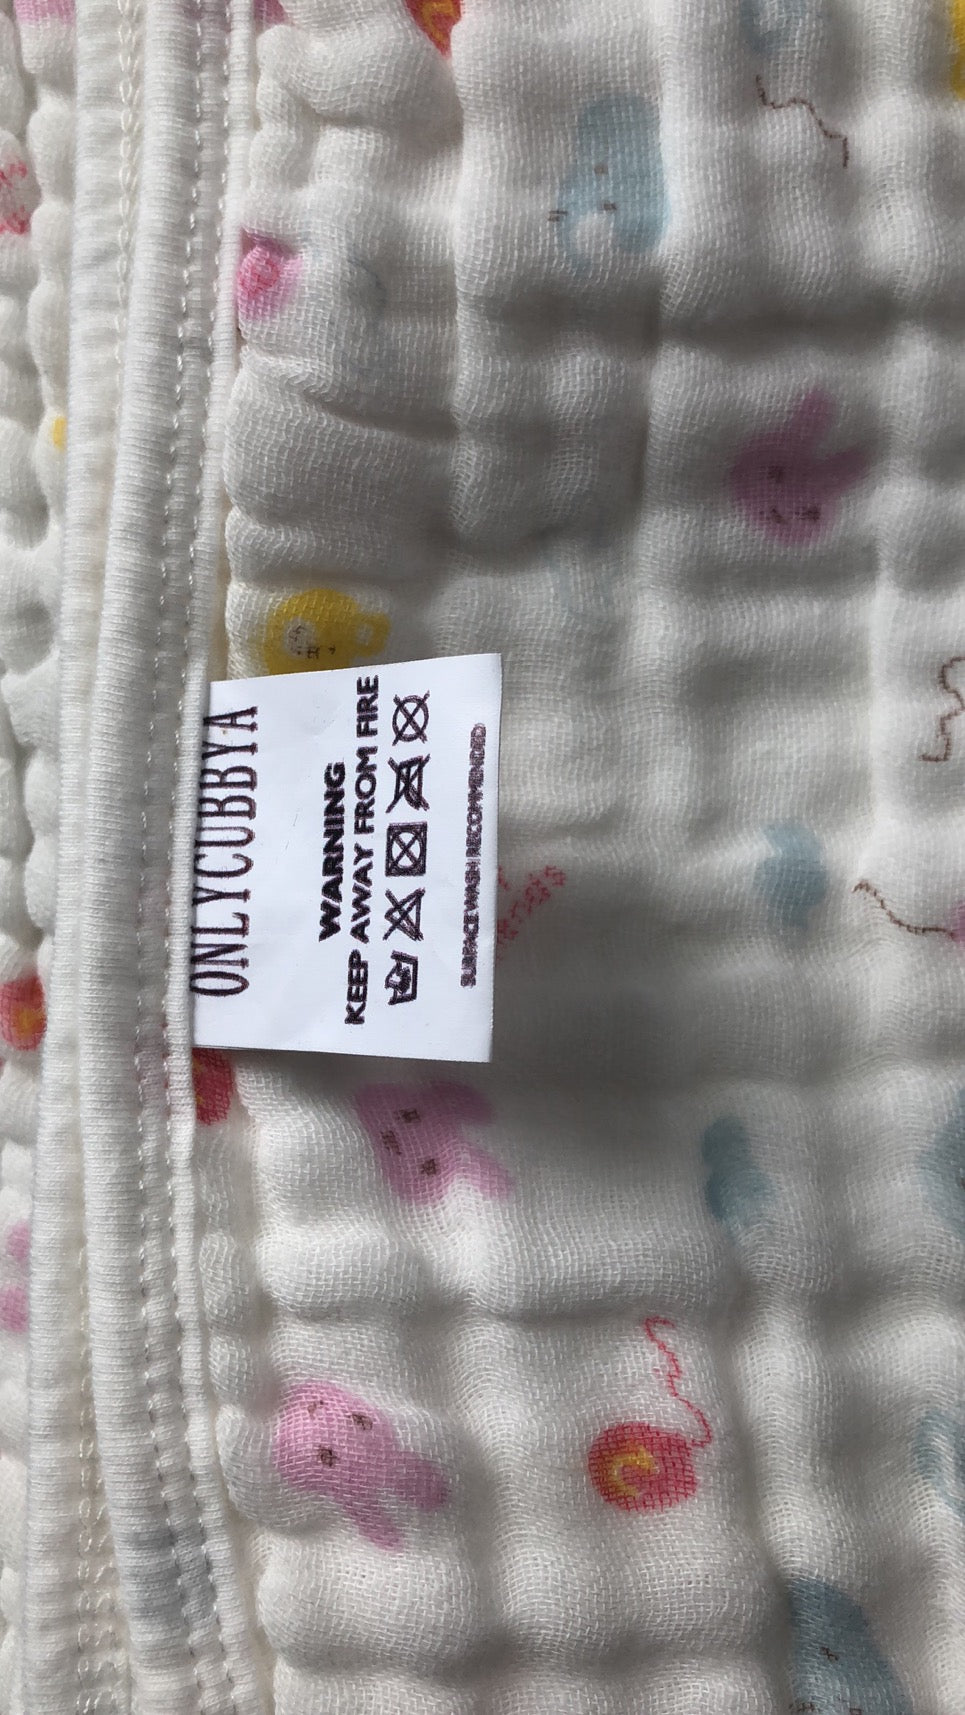 ONLYCUBBYA
WARNING
KEEP AWAY FROM FIRE
SURFACE WASH RECOMMENDED